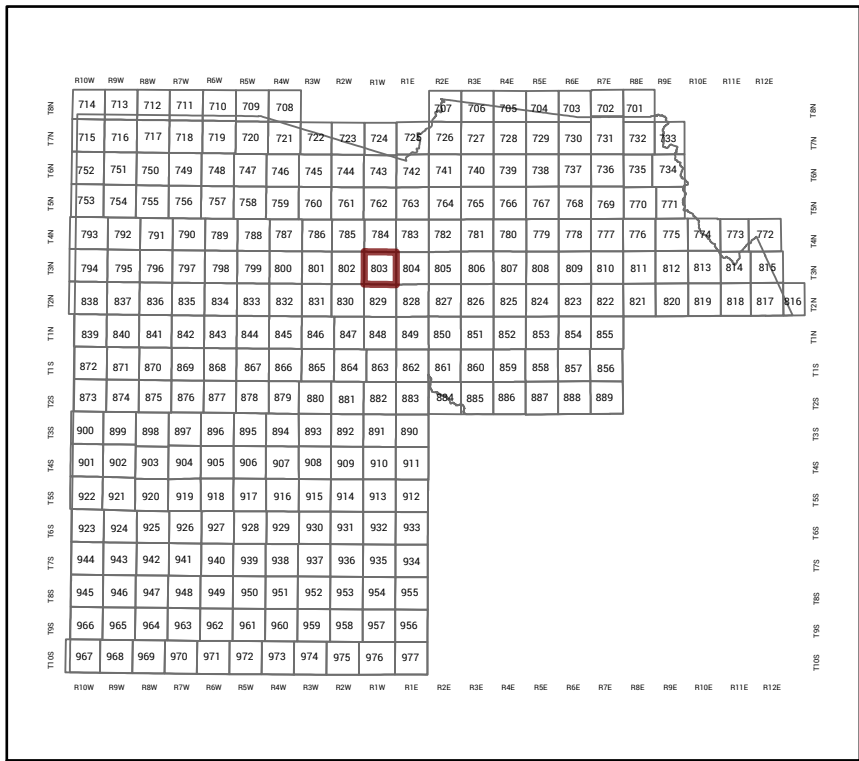 R10W R9W R8W R7W R6W R5W R4W R3W R2W R1W R1E R2E R3E R4E R5E R6E R7E R8E R9E R10E R11E R12E
T8N 714 713 712 711 710 709 708 707 706 705 704 703 702 701 T8N
T7N 715 716 717 718 719 720 721 722 723 724 725 726 727 728 729 730 731 732 733 T7N
T6N 752 751 750 749 748 747 746 745 744 743 742 741 740 739 738 737 736 735 734 T6N
T5N 753 754 755 756 757 758 759 760 761 762 763 764 765 766 767 768 769 770 771 T5N
T4N 793 792 791 790 789 788 787 786 785 784 783 782 781 780 779 778 777 776 775 774 773 772 T4N
T3N 794 795 796 797 798 799 800 801 802 803 804 805 806 807 808 809 810 811 812 813 814 815 T3N
T2N 838 837 836 835 834 833 832 831 830 829 828 827 826 825 824 823 822 821 820 819 818 817 816 T2N
T1N 839 840 841 842 843 844 845 846 847 848 849 850 851 852 853 854 855 T1N
T1S 872 871 870 869 868 867 866 865 864 863 862 861 860 859 858 857 856 T1S
T2S 873 874 875 876 877 878 879 880 881 882 883 884 885 886 887 888 889 T2S
T3S 900 899 898 897 896 895 894 893 892 891 890 T3S
T4S 901 902 903 904 905 906 907 908 909 910 911 T4S
T5S 922 921 920 919 918 917 916 915 914 913 912 T5S
T6S 923 924 925 926 927 928 929 930 931 932 933 T6S
T7S 944 943 942 941 940 939 938 937 936 935 934 T7S
T8S 945 946 947 948 949 950 951 952 953 954 955 T8S
T9S 966 965 964 963 962 961 960 959 958 957 956 T9S
T10S 967 968 969 970 971 972 973 974 975 976 977 T10S
R10W R9W R8W R7W R6W R5W R4W R3W R2W R1W R1E R2E R3E R4E R5E R6E R7E R8E R9E R10E R11E R12E